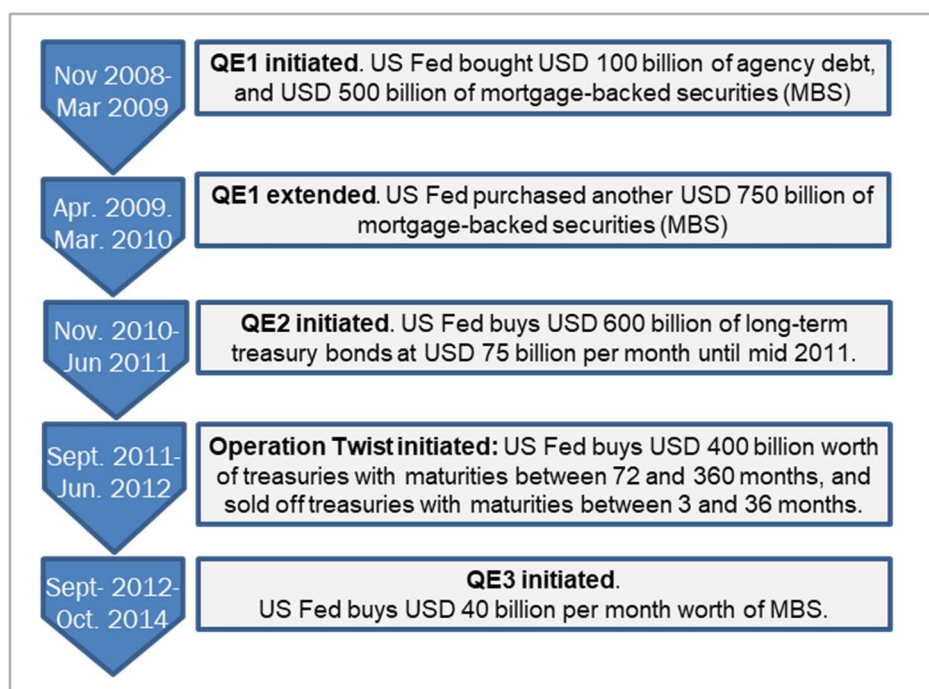 Nov 2008-
Mar 2009
QE1 initiated. US Fed bought USD 100 billion of agency debt,
and USD 500 billion of mortgage-backed securities (MBS)
Apr. 2009.
Mar. 2010
QE1 extended. US Fed purchased another USD 750 billion of
mortgage-backed securities (MBS)
Nov. 2010-
Jun 2011
QE2 initiated. US Fed buys USD 600 billion of long-term
treasury bonds at USD 75 billion per month until mid 2011.
Sept. 2011-
Jun. 2012
Operation Twist initiated: US Fed buys USD 400 billion worth
of treasuries with maturities between 72 and 360 months, and
sold off treasuries with maturities between 3 and 36 months.
Sept- 2012-
Oct. 2014
QE3 initiated.
US Fed buys USD 40 billion per month worth of MBS.